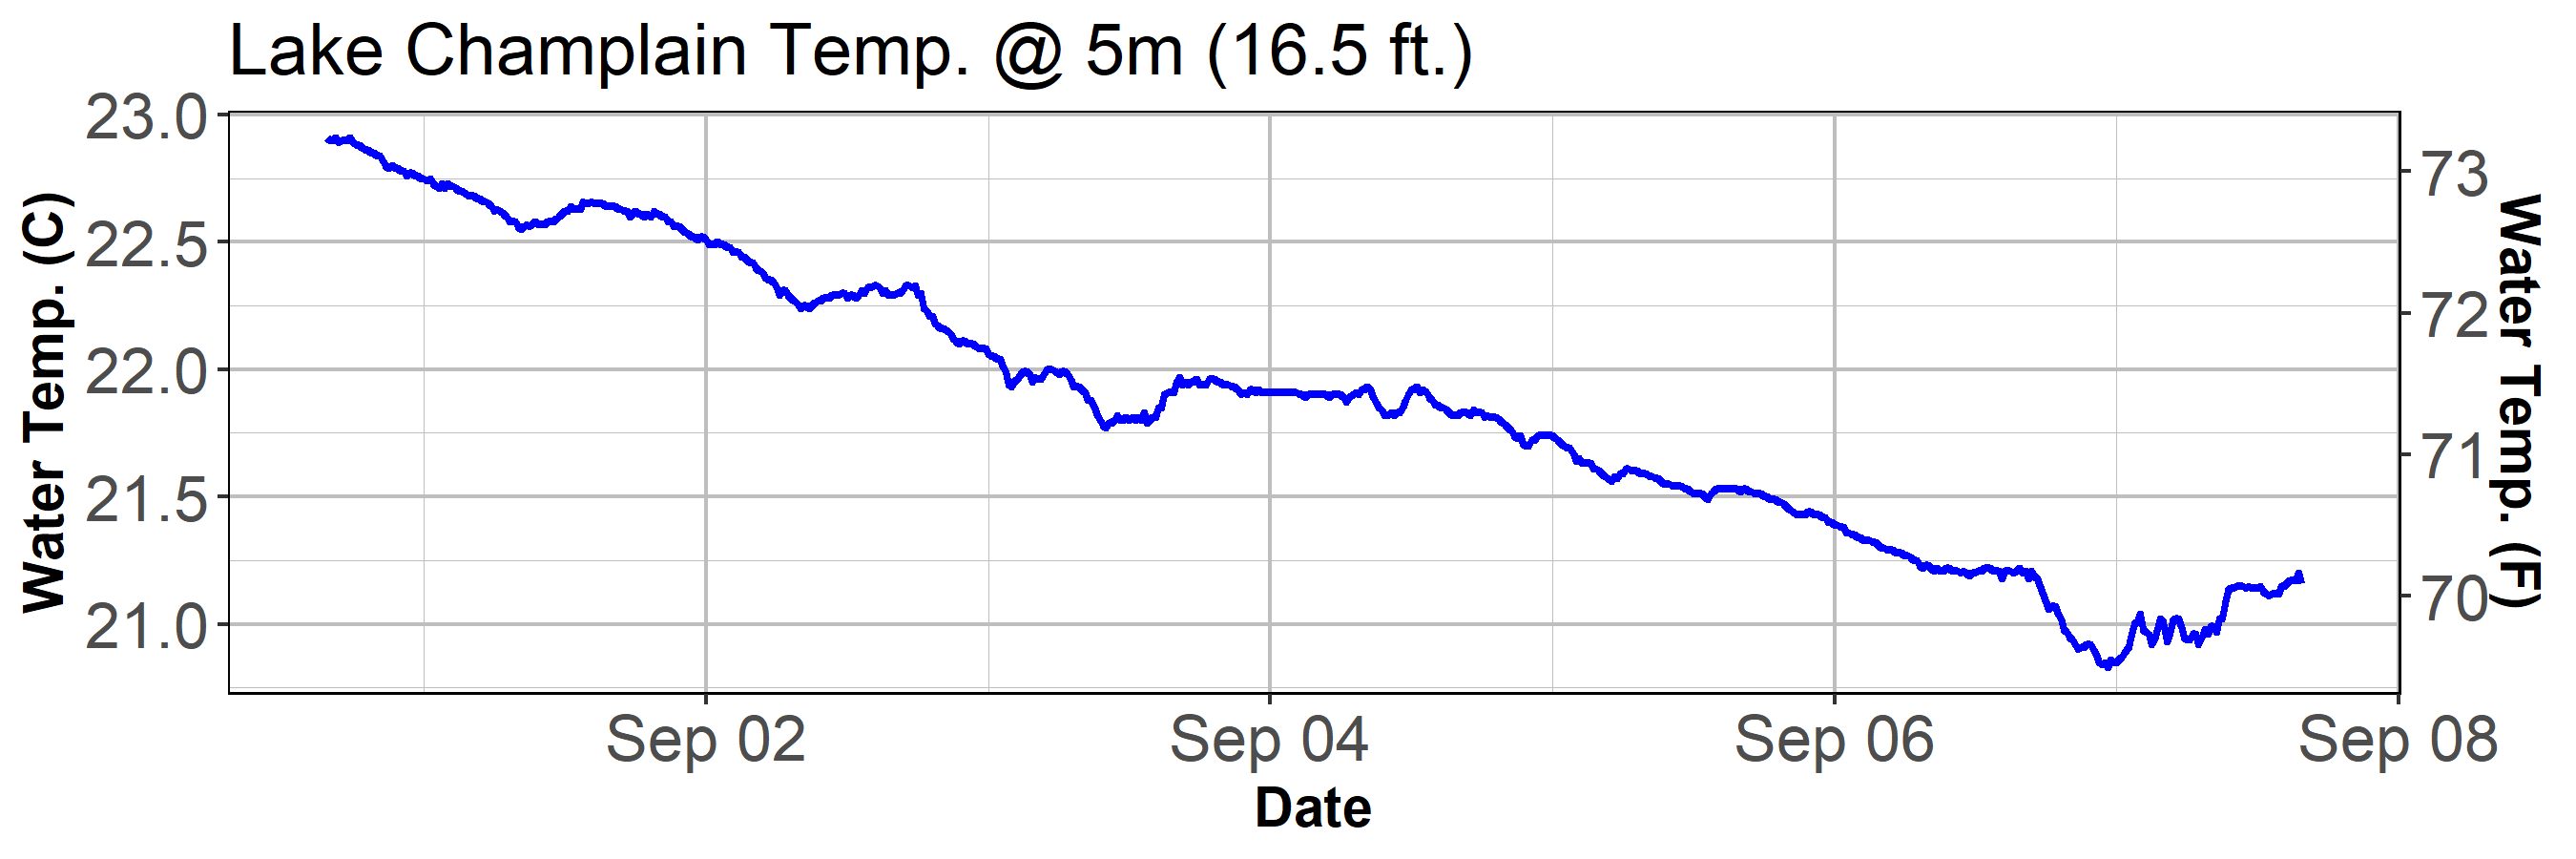 Lake Champlain Temp. @ 5m (16.5 ft.)
23.0
22.5
22.0
21.5
21.0
Water Temp. (C)
73
72
71
70
Water Temp. (F)
Sep 02
Sep 04
Sep 06
Sep 08
Date